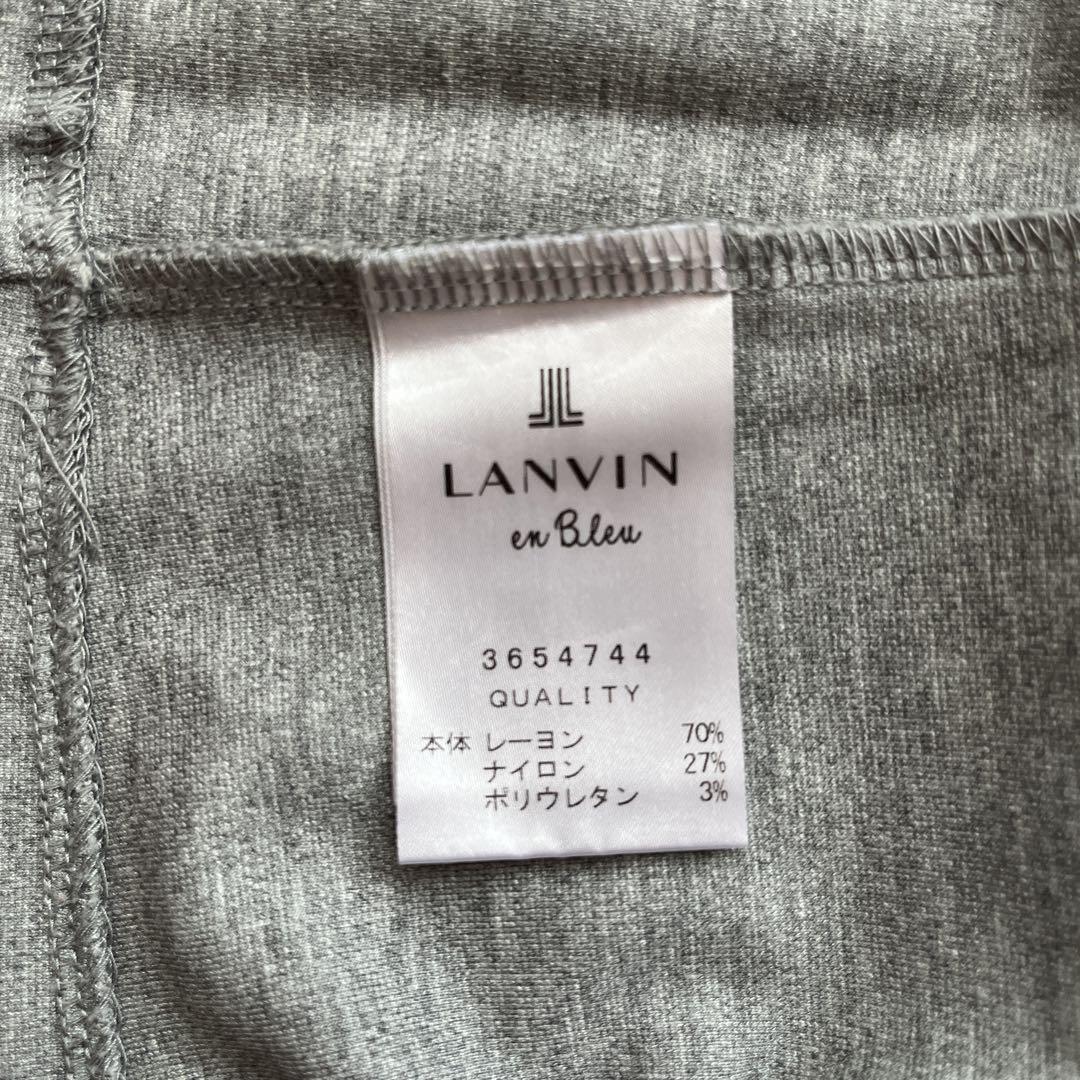 LANVIN
en Bleu
3654744
QUALITY
本体 レーヨン 70%
ナイロン 27%
ポリウレタン 3%